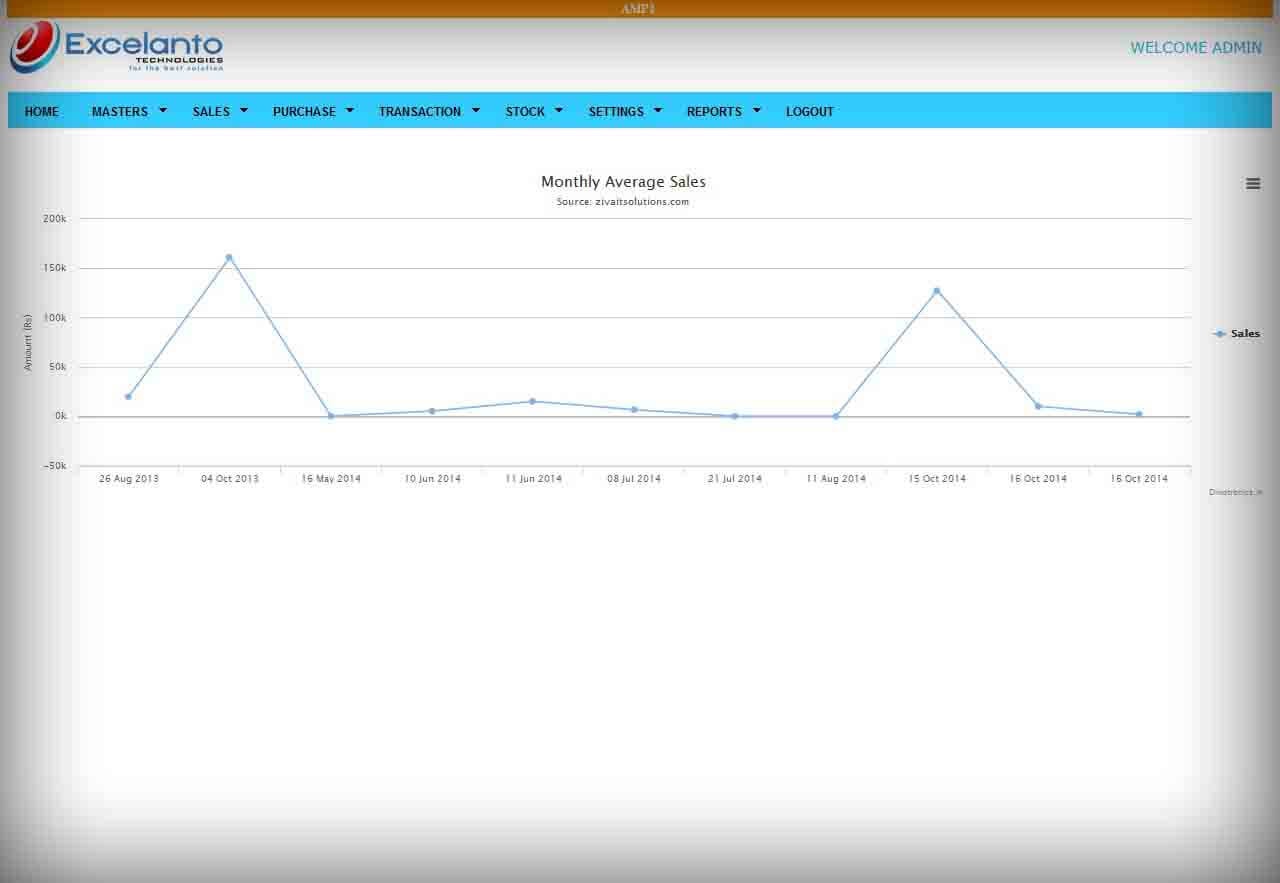 AMPI
Excelanto
TECHNOLOGIES
for the best solution
WELCOME ADMIN
HOME MASTERS SALES PURCHASE TRANSACTION STOCK SETTINGS REPORTS LOGOUT
Monthly Average Sales
Source: zivaitsolutions.com
Amount (Rs)
200k
150k
100k
50k
0k
-50k
26 Aug 2013 04 Oct 2013 16 May 2014 10 Jun 2014 11 Jun 2014 08 Jul 2014 21 Jul 2014 11 Aug 2014 15 Oct 2014 16 Oct 2014 16 Oct 2014
Sales